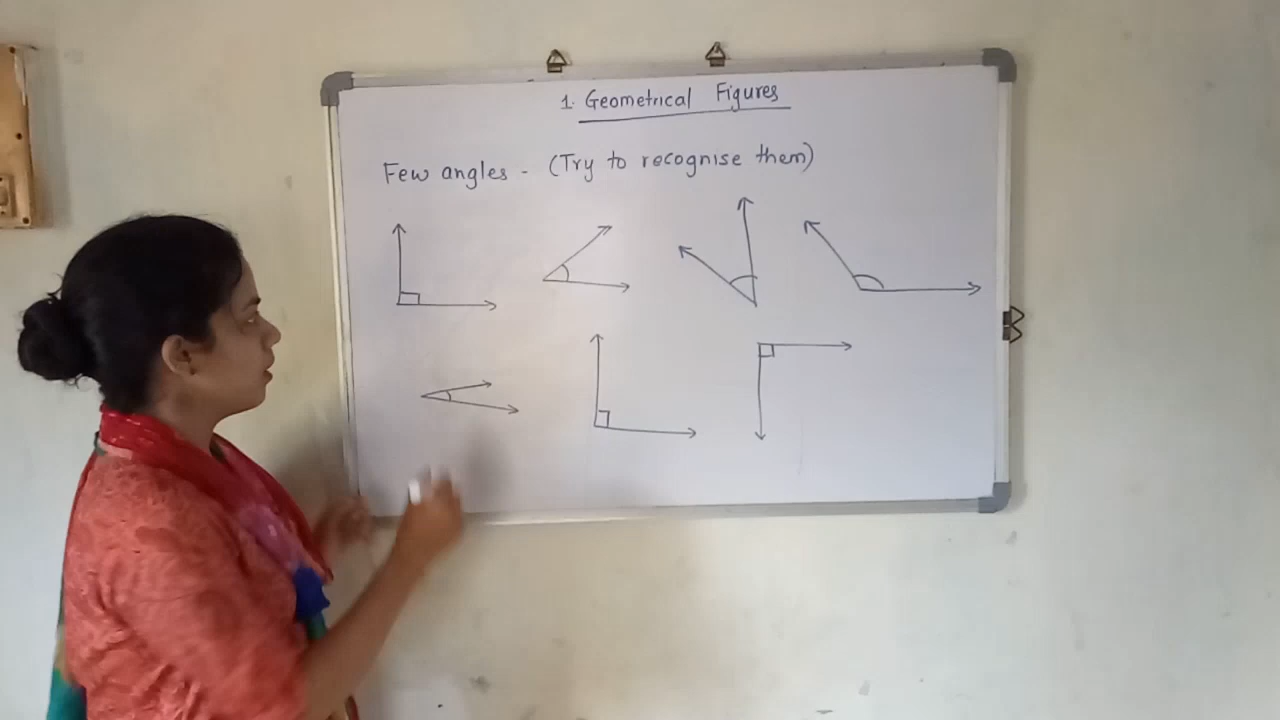 1. Geometrical Figures
Few angles - (Try to recognise them)